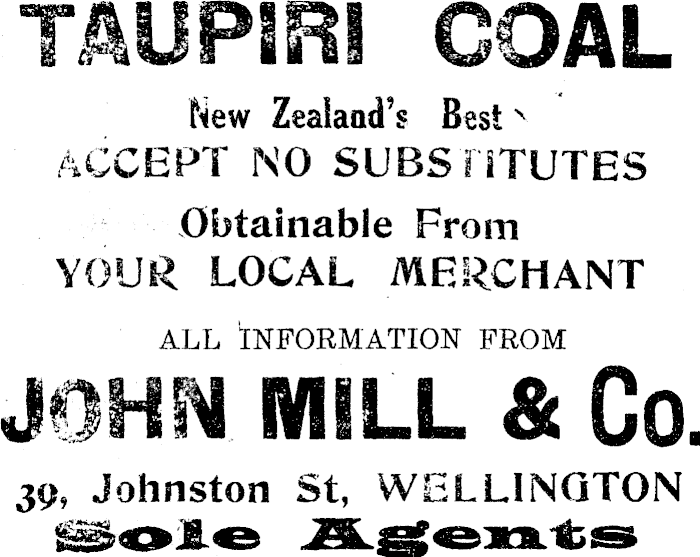 TAUPIRI COAL
New Zealand's Best
ACCEPT NO SUBSTITUTES
Obtainable From
YOUR LOCAL MERCHANT
ALL INFORMATION FROM
JOHN MILL & Co.
39, Johnston St, WELLINGTON
Sole Agents